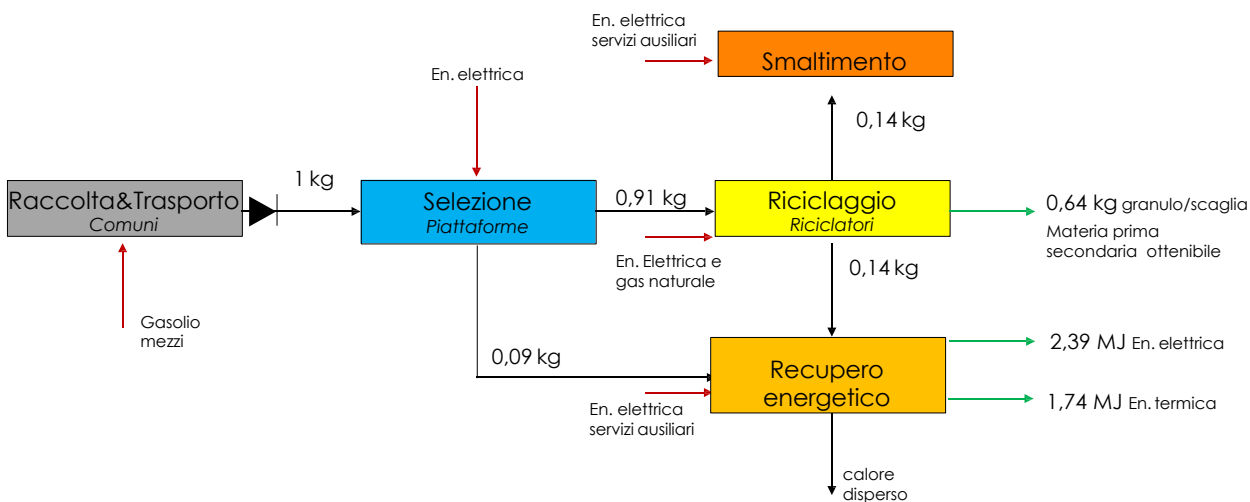 En. elettrica
servizi ausiliari
Smaltimento
En. elettrica
0,14 kg
1 kg
Raccolta&Trasporto
Comuni
Selezione
Piattaforme
0,91 kg
Riciclaggio
Riciclatori
0,64 kg granulo/scaglia
Materia prima
secondaria ottenibile
En. Elettrica e
gas naturale
0,14 kg
Gasolio
mezzi
0,09 kg
Recupero
energetico
2,39 MJ En. elettrica
1,74 MJ En. termica
En. elettrica
servizi ausiliari
calore
disperso